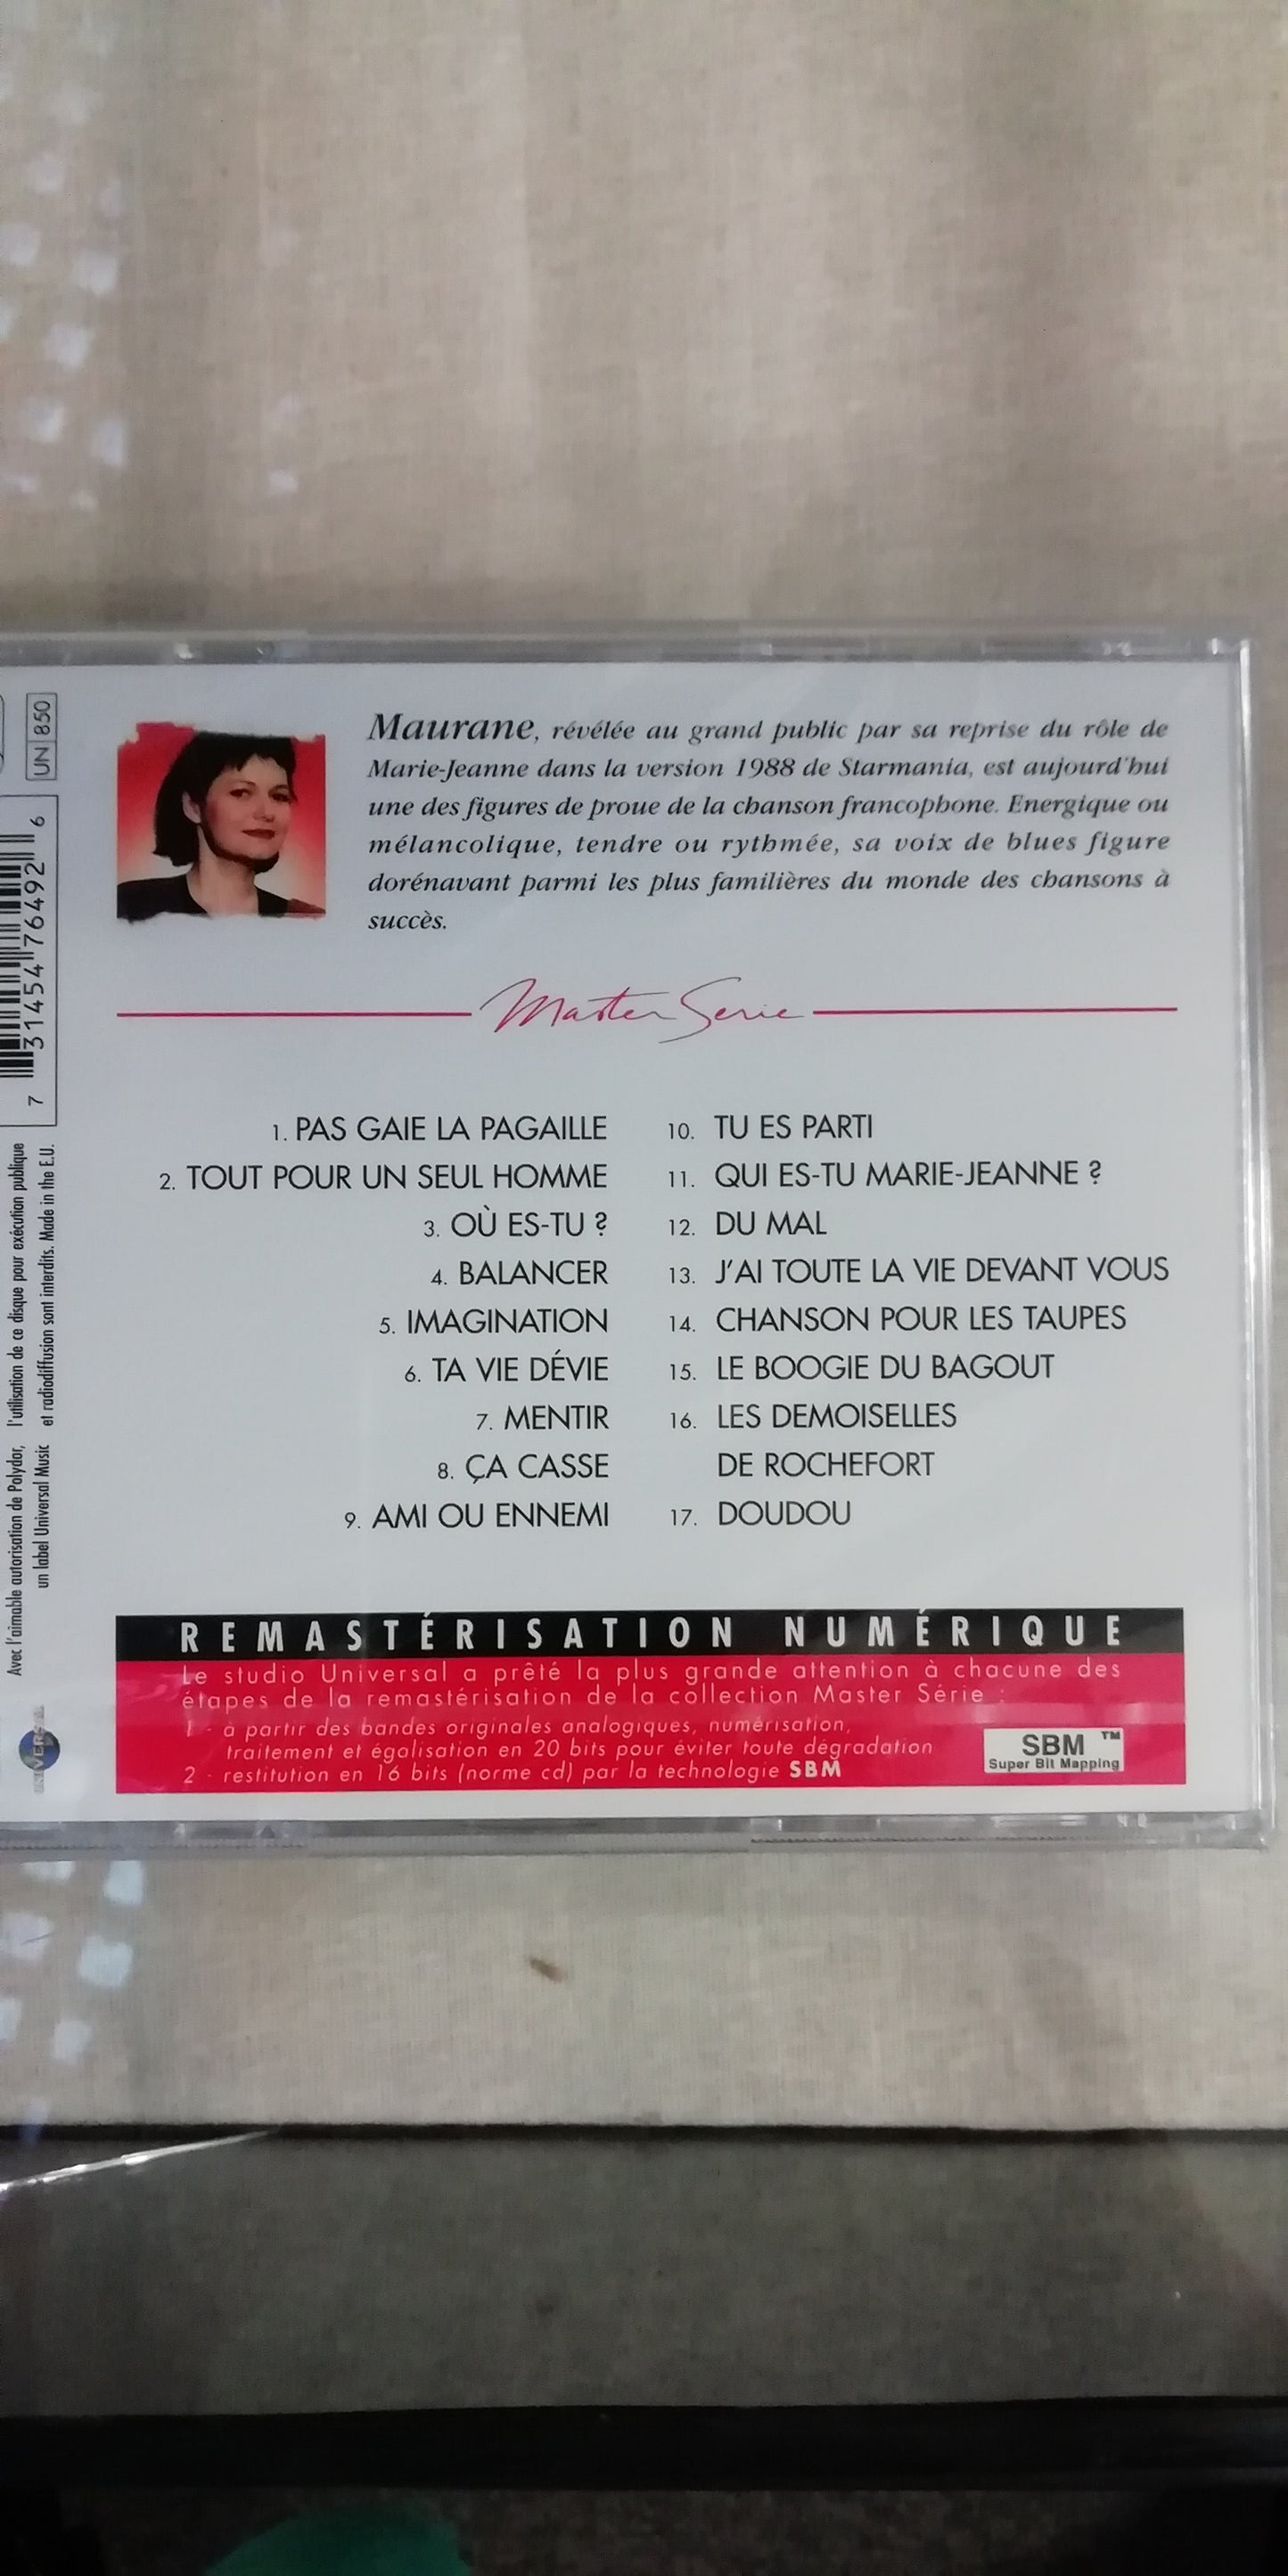 Maurane, révélée au grand public par sa reprise du rôle de
Marie-Jeanne dans la version 1988 de Starmania, est aujourd'hui
une des figures de proue de la chanson francophone. Energique ou
mélancolique, tendre ou rythmée, sa voix de blues figure
dorénavant parmi les plus familières du monde des chansons à
succès.
Master Serie
1. PAS GAIE LA PAGAILLE
2. TOUT POUR UN SEUL HOMME
3. OÙ ES-TU ?
4. BALANCER
5. IMAGINATION
6. TA VIE DÉVIE
7. MENTIR
8. ÇA CASSE
9. AMI OU ENNEMI
10. TU ES PARTI
11. QUI ES-TU MARIE-JEANNE ?
12. DU MAL
13. J'AI TOUTE LA VIE DEVANT VOUS
14. CHANSON POUR LES TAUPES
15. LE BOOGIE DU BAGOUT
16. LES DEMOISELLES
DE ROCHEFORT
17. DOUDOU
REMASTÉRISATION NUMÉRIQUE
Le studio Universal a prêté la plus grande attention à chacune des
étapes de la remastérisation de la collection Master Série :
1 - à partir des bandes originales analogiques, numérisation,
traitement et égalisation en 20 bits pour éviter toute dégradation
2 - restitution en 16 bits (norme cd) par la technologie SBM
SBM ™
Super Bit Mapping
UN 850
7 31454 76492 6
l'utilisation de ce disque pour exécution publique
et radiodiffusion sont interdits. Made in the E.U.
Avec l'aimable autorisation de Polydor,
un label Universal Music
UNIVERSAL